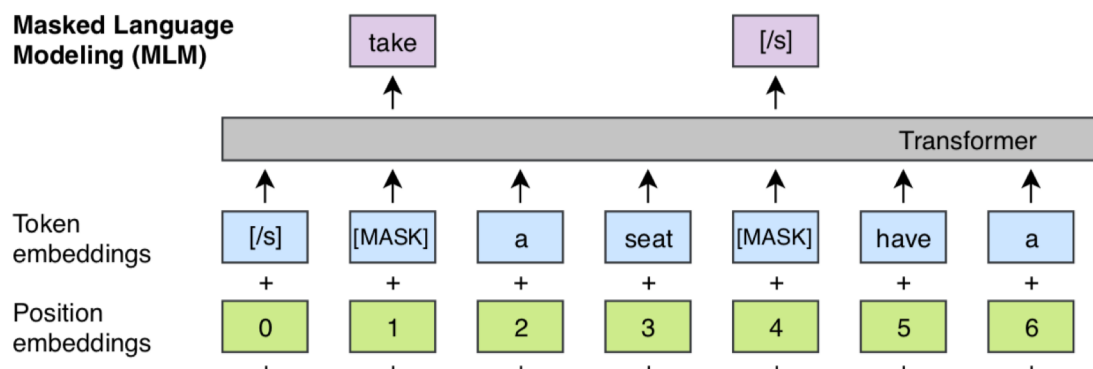 Masked Language
Modeling (MLM)
take [/s]
Transformer
Token
embeddings
[/s] [MASK] a seat [MASK] have a
+ + + + + + +
Position
embeddings
0 1 2 3 4 5 6